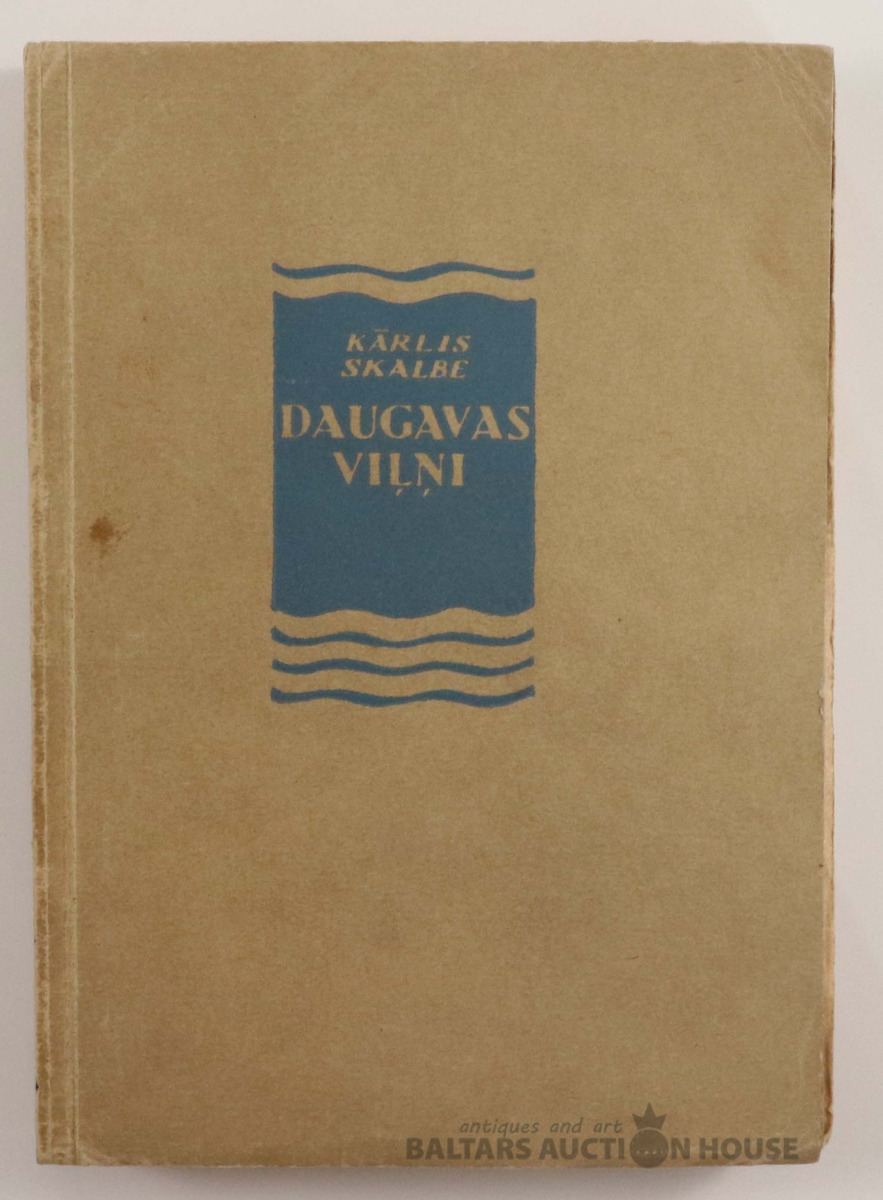 KĀRLIS
SKALBE
DAUGAVAS
VIĻŅI
antiques and art
BALTARS AUCTION HOUSE